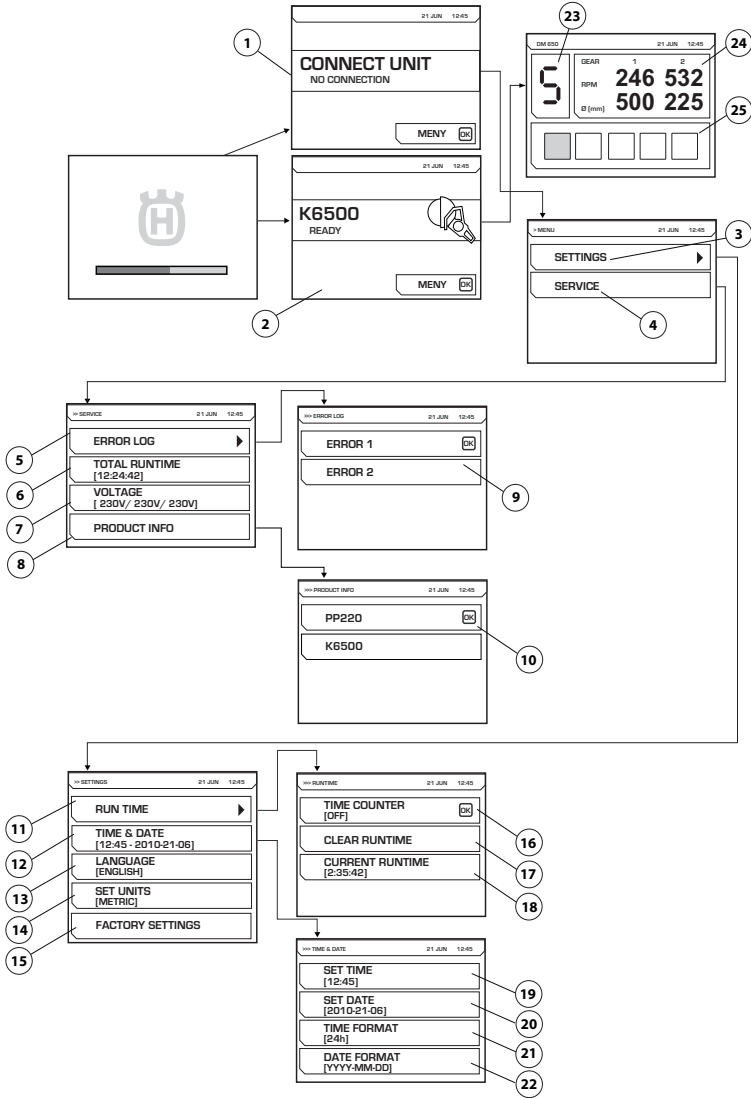 1
21 JUN 12:45
CONNECT UNIT
NO CONNECTION
MENY OK
H
21 JUN 12:45
K6500
READY
MENY OK
2
23
24
25
DM 650 21 JUN 12:45
5
GEAR 1 2
RPM 246 532
Ø [mm] 500 225
> MENU 21 JUN 12:45
SETTINGS
SERVICE
3
4
>> SERVICE 21 JUN 12:45
ERROR LOG
TOTAL RUNTIME
[12:24:42]
VOLTAGE
[ 230V/ 230V/ 230V]
PRODUCT INFO
5
6
7
8
>>> ERROR LOG 21 JUN 12:45
ERROR 1 OK
ERROR 2
9
>>> PRODUCT INFO 21 JUN 12:45
PP220 OK
K6500
10
>> SETTINGS 21 JUN 12:45
RUN TIME
TIME & DATE
[12:45 - 2010-21-06]
LANGUAGE
[ENGLISH]
SET UNITS
[METRIC]
FACTORY SETTINGS
11
12
13
14
15
>>> RUNTIME 21 JUN 12:45
TIME COUNTER
[OFF]
OK
CLEAR RUNTIME
CURRENT RUNTIME
[2:35:42]
16
17
18
>>> TIME & DATE 21 JUN 12:45
SET TIME
[12:45]
SET DATE
[2010-21-06]
TIME FORMAT
[24h]
DATE FORMAT
[YYYY-MM-DD]
19
20
21
22